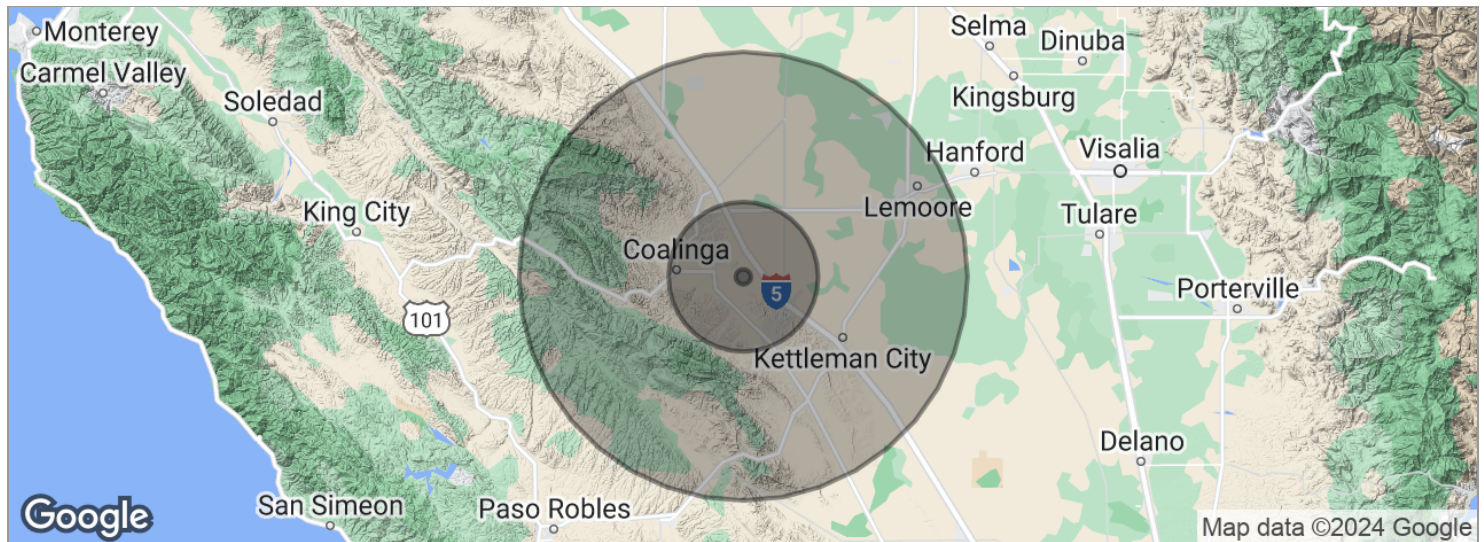 Monterey
Carmel Valley
Soledad
King City
101
San Simeon
Paso Robles
Coalinga
5
Kettleman City
Lemoore
Hanford
Selma
Dinuba
Kingsburg
Visalia
Tulare
Porterville
Delano
Google
Map data ©2024 Google